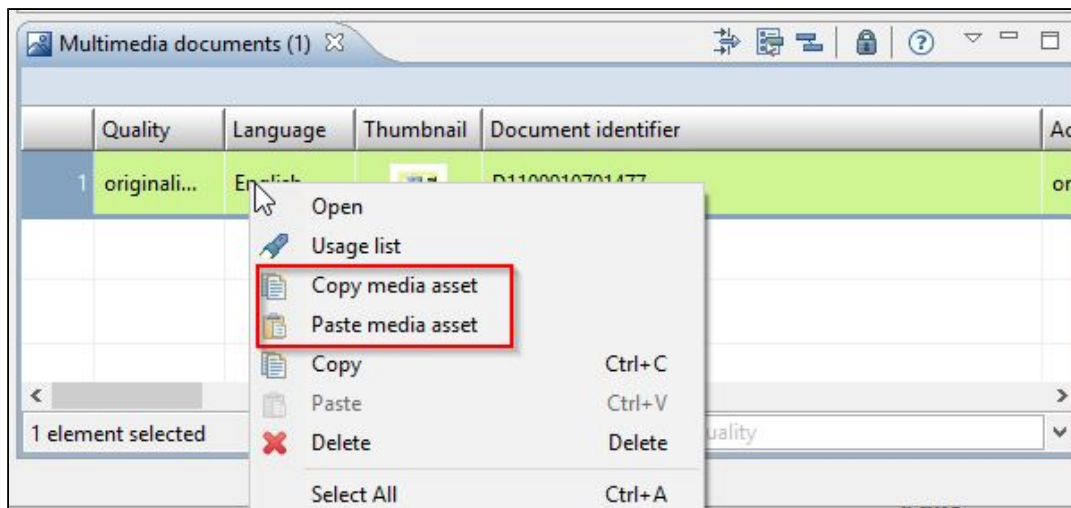 Multimedia documents (1)
Quality Language Thumbnail Document identifier
1 originali... English
Open
Usage list
Copy media asset
Paste media asset
Copy Ctrl+C
Paste Ctrl+V
Delete Delete
Select All Ctrl+A
1 element selected